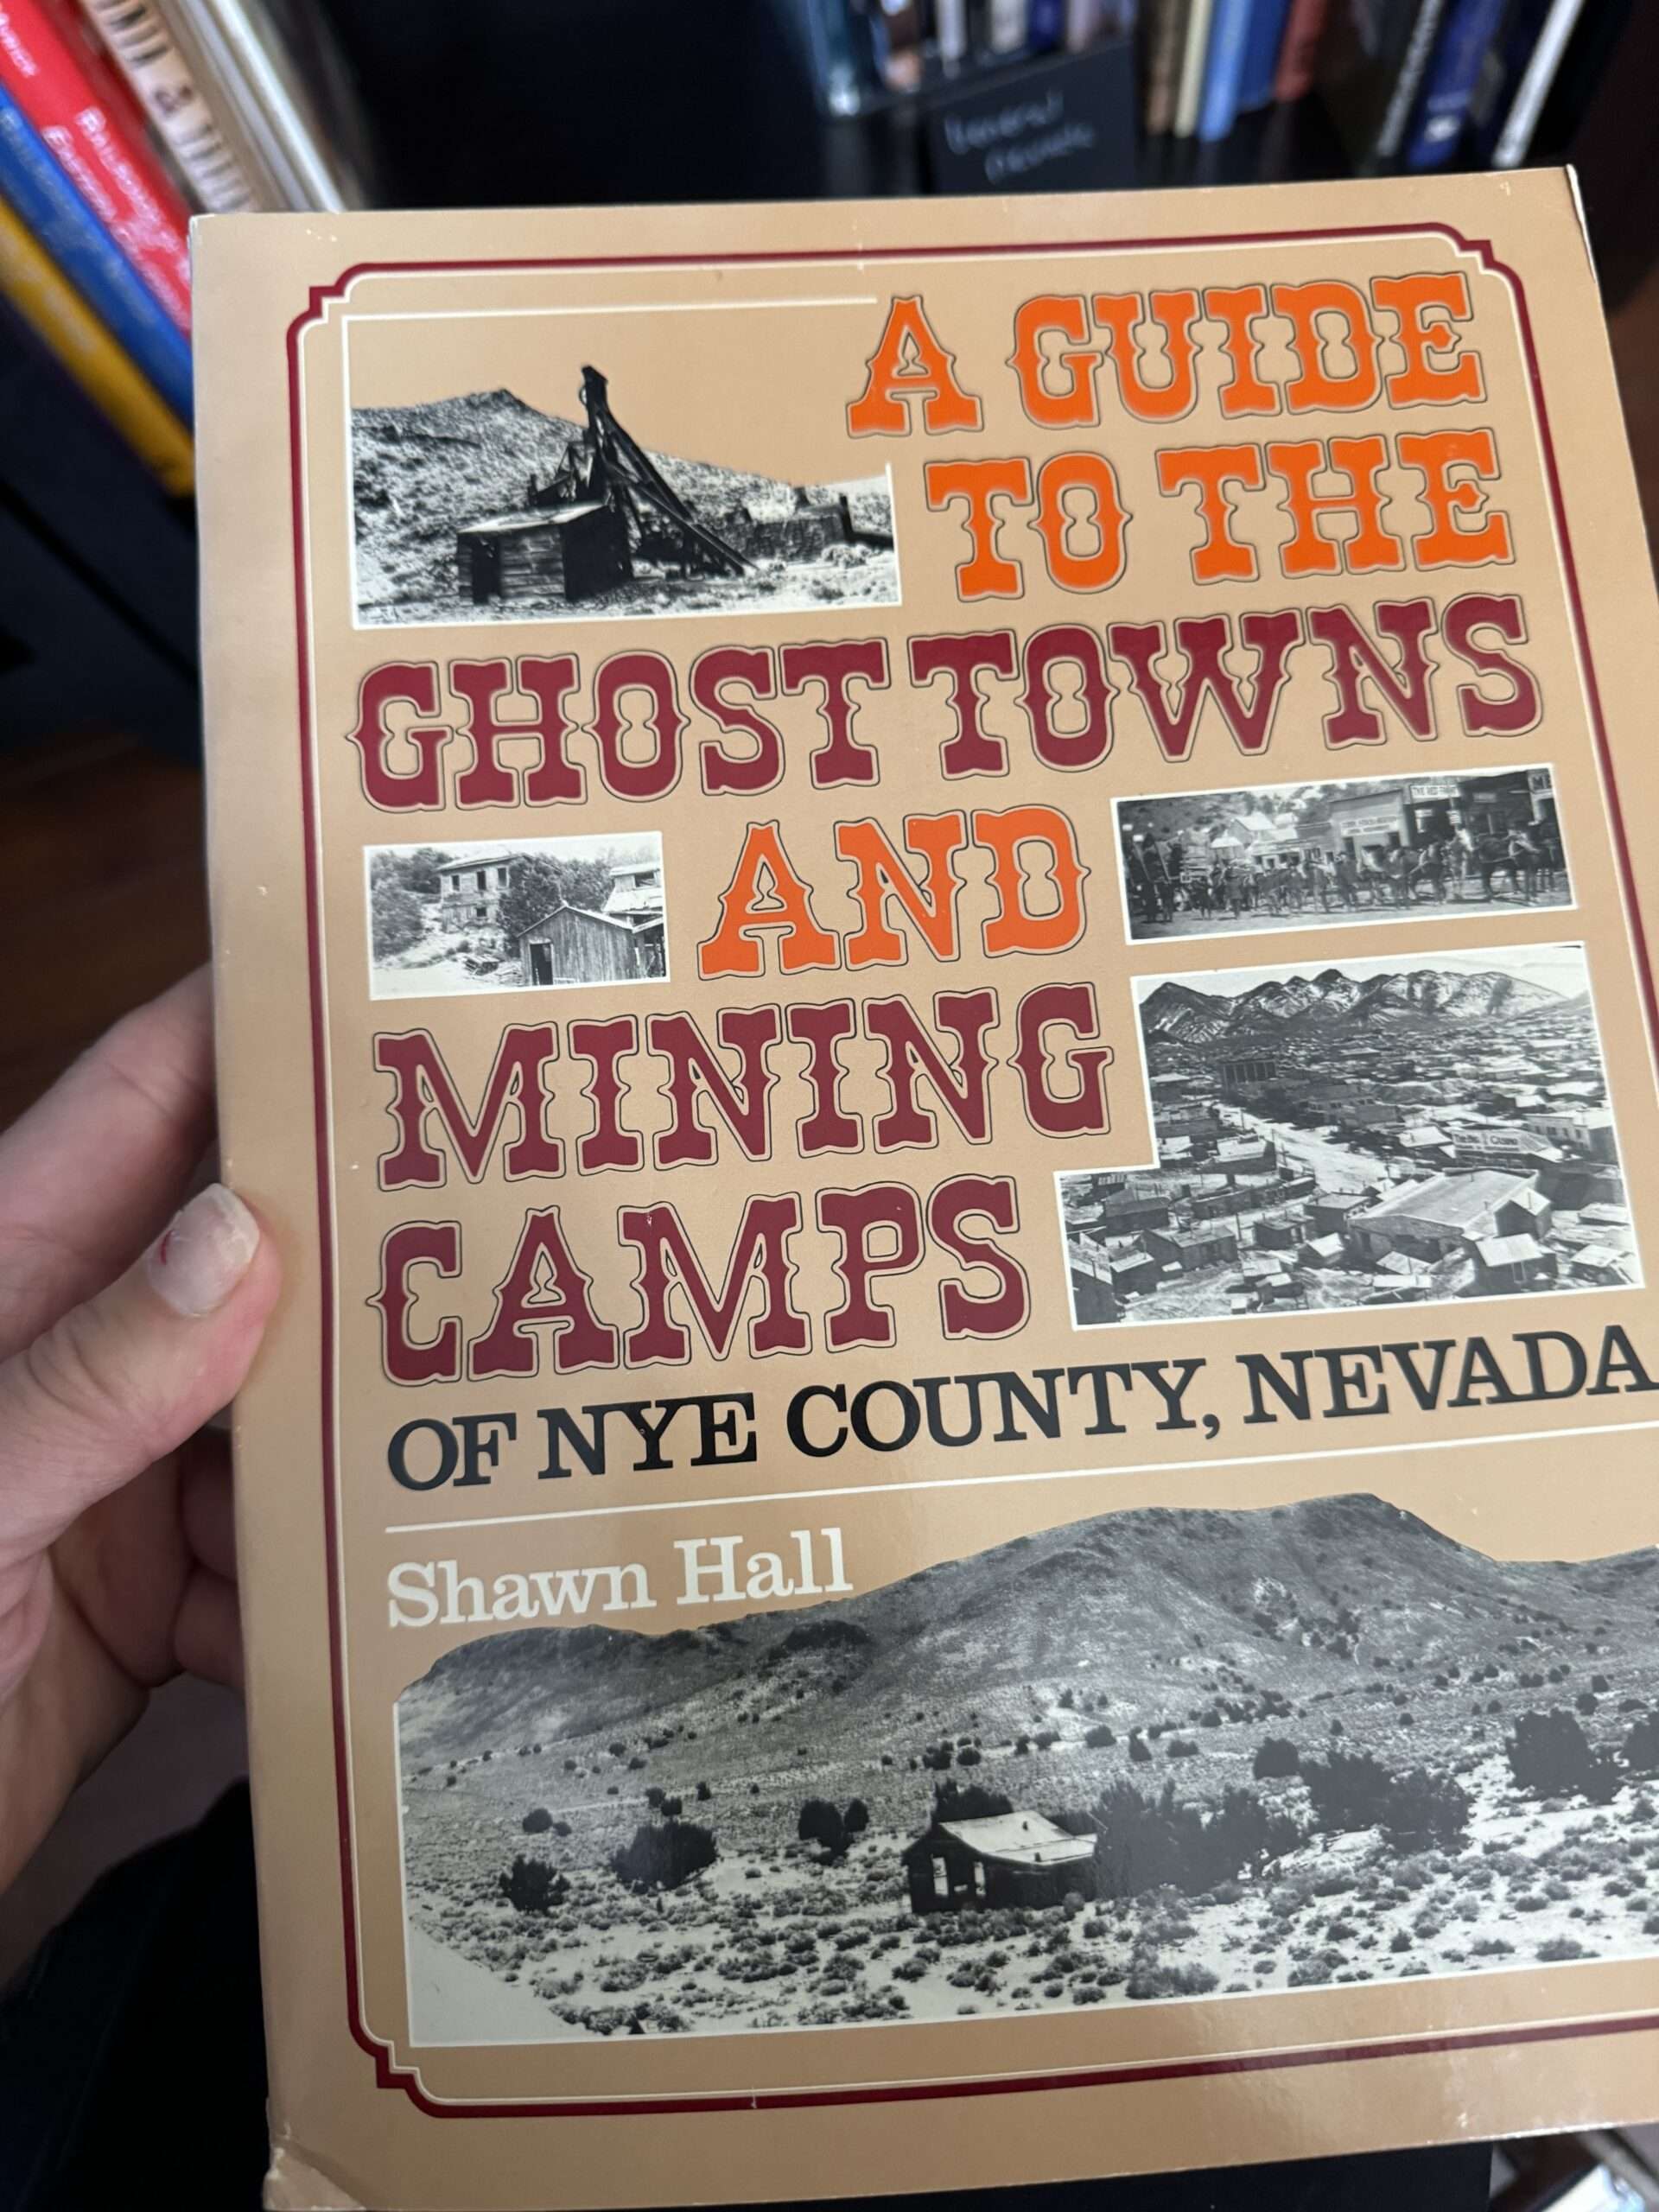 A GUIDE
TO THE
GHOST TOWNS
AND
MINING
CAMPS
OF NYE COUNTY, NEVADA
Shawn Hall